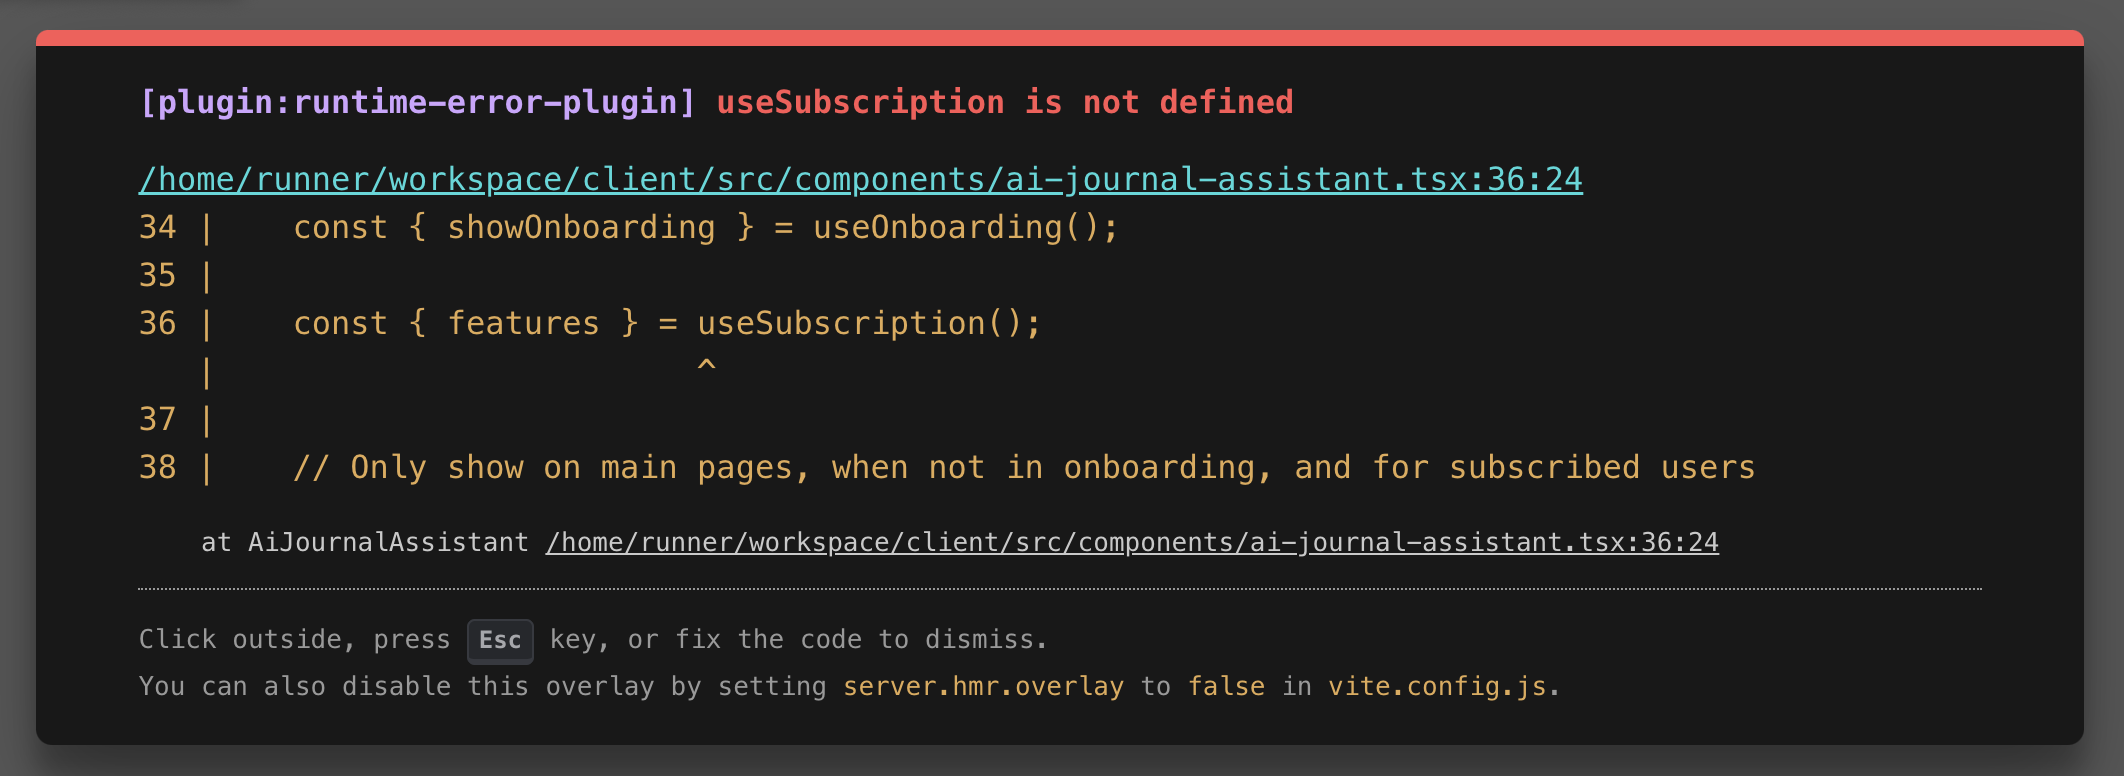 [plugin:runtime-error-plugin] useSubscription is not defined
/home/runner/workspace/client/src/components/ai-journal-assistant.tsx:36:24
34 |    const { showOnboarding } = useOnboarding();
35 |
36 |    const { features } = useSubscription();
   |                         ^
37 |
38 |    // Only show on main pages, when not in onboarding, and for subscribed users
    at AiJournalAssistant /home/runner/workspace/client/src/components/ai-journal-assistant.tsx:36:24
Click outside, press Esc key, or fix the code to dismiss.
You can also disable this overlay by setting server.hmr.overlay to false in vite.config.js.